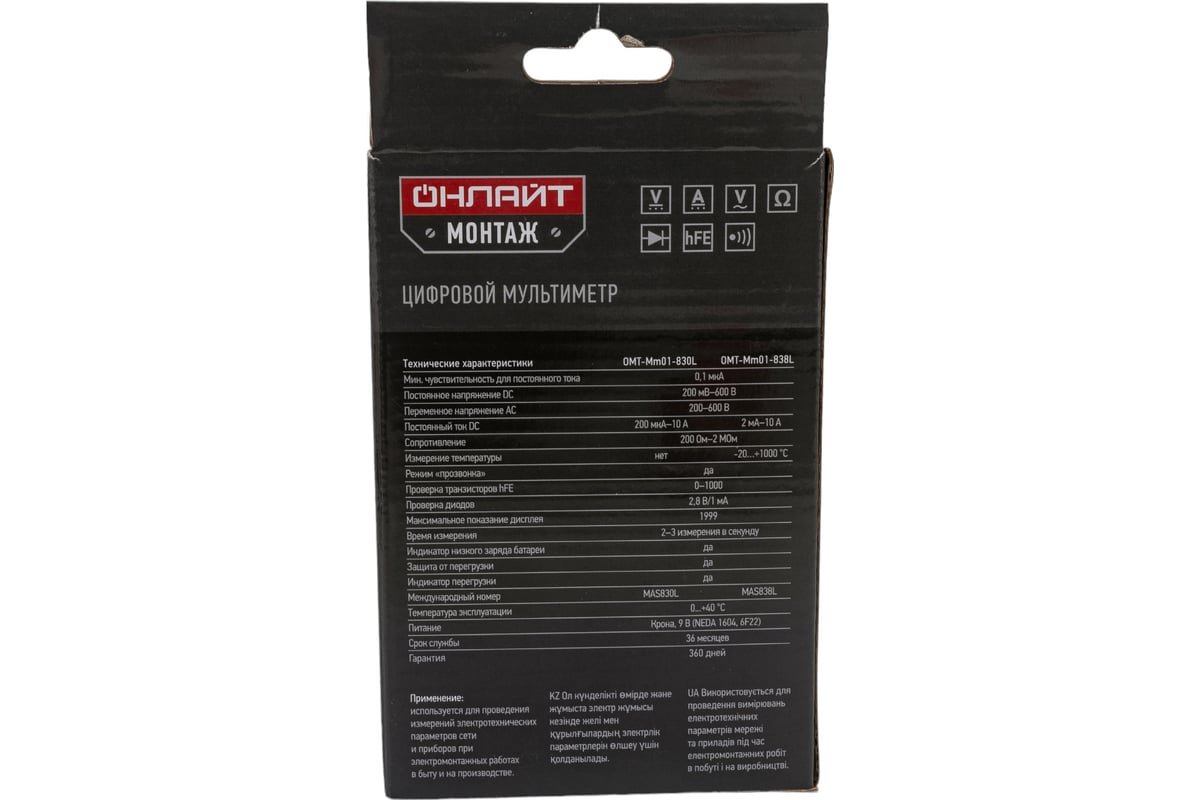 ОНЛАЙТ
МОНТАЖ
V A V Ω
hFE
ЦИФРОВОЙ МУЛЬТИМЕТР
Технические характеристики OMT-Mm01-830L OMT-Mm01-838L
Мин. чувствительность для постоянного тока 0,1 мкА
Постоянное напряжение DC 200 мВ–600 В
Переменное напряжение AC 200–600 В
Постоянный ток DC 200 мкА–10 А 2 мА–10 А
Сопротивление 200 Ом–2 МОм
Измерение температуры нет -20...+1000 °C
Режим «прозвонка» да
Проверка транзисторов hFE 0–1000
Проверка диодов 2,8 В/1 мА
Максимальное показание дисплея 1999
Время измерения 2–3 измерения в секунду
Индикатор низкого заряда батареи да
Защита от перегрузки да
Индикатор перегрузки да
Международный номер MAS830L MAS838L
Температура эксплуатации 0...+40 °C
Питание Крона, 9 В (NEDA 1604, 6F22)
Срок службы 36 месяцев
Гарантия 360 дней
Применение:
используется для проведения
измерений электротехнических
параметров сети
и приборов при
электромонтажных работах
в быту и на производстве.
KZ Ол күнделікті өмірде және
жұмыста электр жұмысы
кезінде желі мен
құрылғылардың электрлік
параметрлерін өлшеу үшін
қолданылады.
UA Використовується для
проведення вимірювань
електротехнічних
параметрів мережі
та приладів під час
електромонтажних робіт
в побуті і на виробництві.